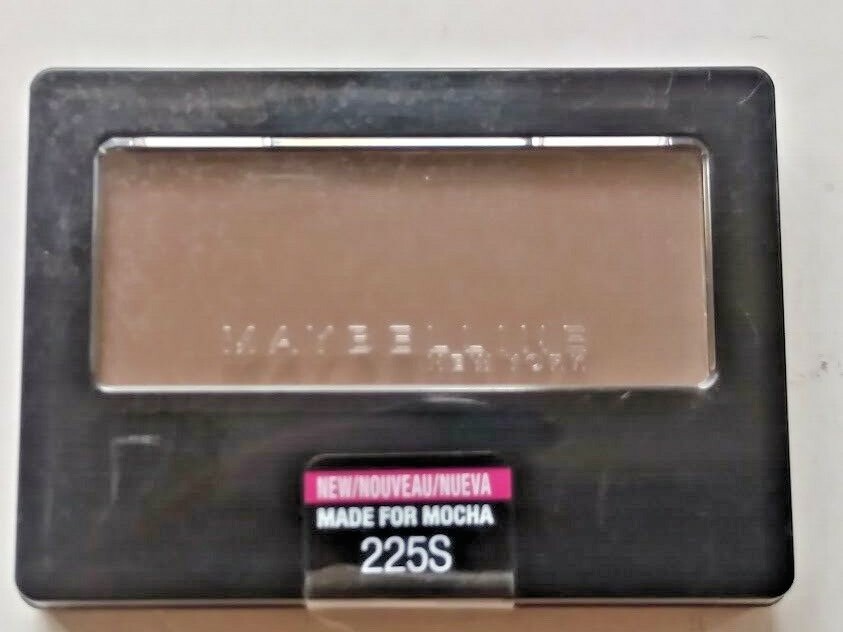 MAYBELLINE
NEW YORK
NEW/NOUVEAU/NUEVA
MADE FOR MOCHA
225S